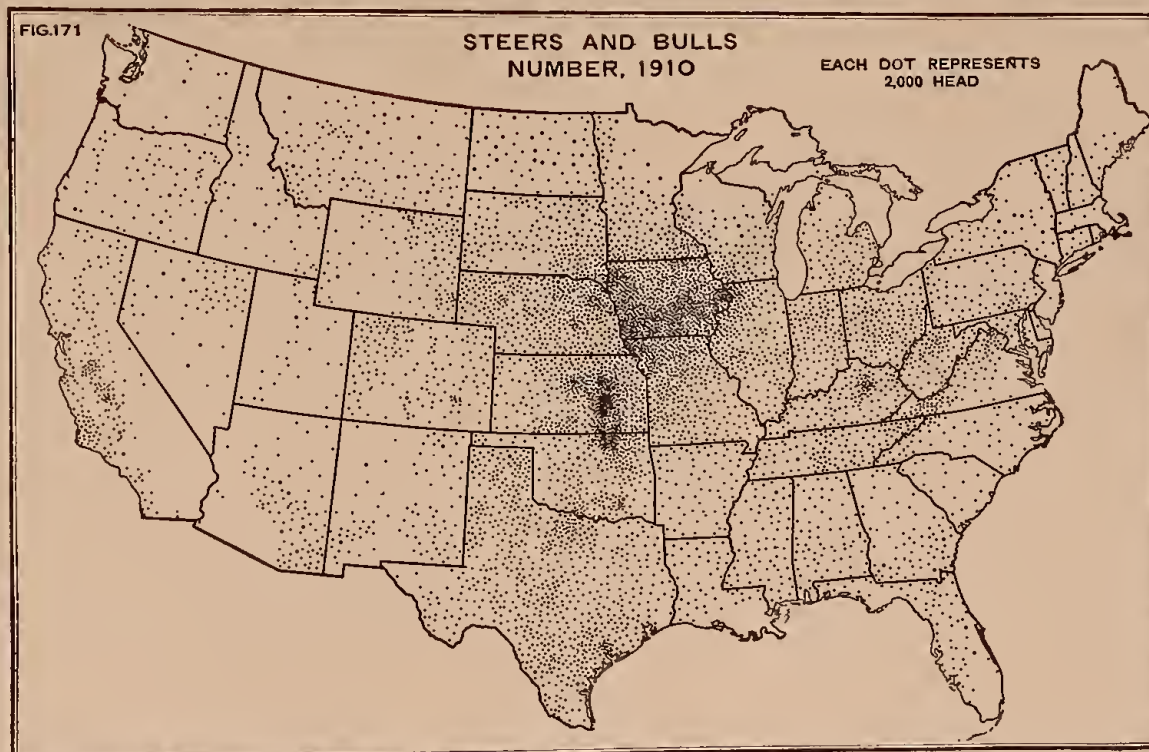 FIG.171
STEERS AND BULLS
NUMBER, 1910
EACH DOT REPRESENTS
2,000 HEAD